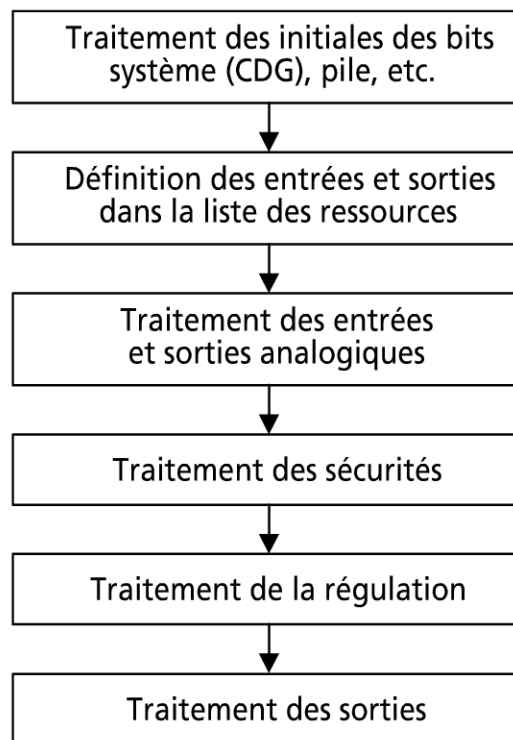 Traitement des initiales des bits
système (CDG), pile, etc.
Définition des entrées et sorties
dans la liste des ressources
Traitement des entrées
et sorties analogiques
Traitement des sécurités
Traitement de la régulation
Traitement des sorties